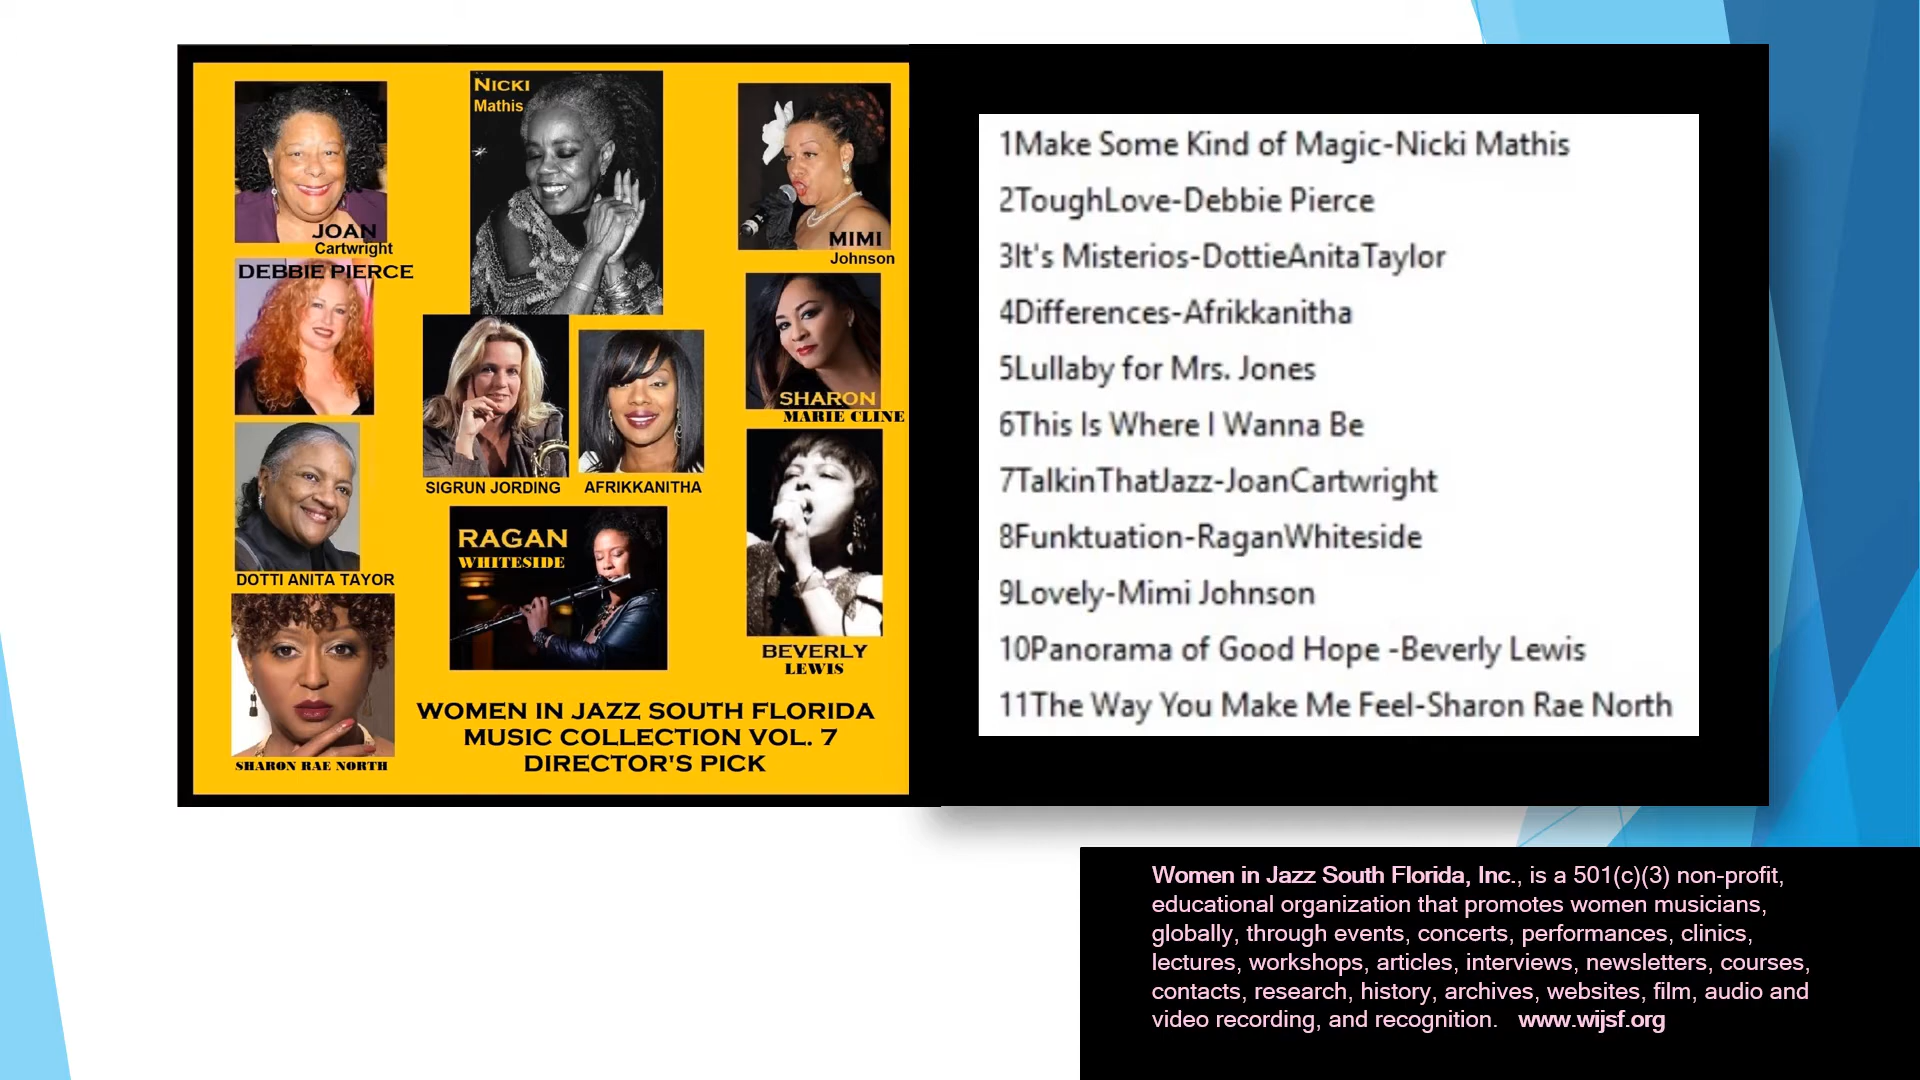 NICKI
Mathis
JOAN
Cartwright
MIMI
Johnson
DEBBIE PIERCE
SHARON
MARIE CLINE
SIGRUN JORDING
AFRIKKANITHA
DOTTI ANITA TAYOR
RAGAN
WHITESIDE
BEVERLY
LEWIS
SHARON RAE NORTH
WOMEN IN JAZZ SOUTH FLORIDA
MUSIC COLLECTION VOL. 7
DIRECTOR'S PICK
1Make Some Kind of Magic-Nicki Mathis
2ToughLove-Debbie Pierce
3It's Misterios-DottieAnitaTaylor
4Differences-Afrikkanitha
5Lullaby for Mrs. Jones
6This Is Where I Wanna Be
7TalkinThatJazz-JoanCartwright
8Funktuation-RaganWhiteside
9Lovely-Mimi Johnson
10Panorama of Good Hope -Beverly Lewis
11The Way You Make Me Feel-Sharon Rae North
Women in Jazz South Florida, Inc., is a 501(c)(3) non-profit,
educational organization that promotes women musicians,
globally, through events, concerts, performances, clinics,
lectures, workshops, articles, interviews, newsletters, courses,
contacts, research, history, archives, websites, film, audio and
video recording, and recognition. www.wijsf.org